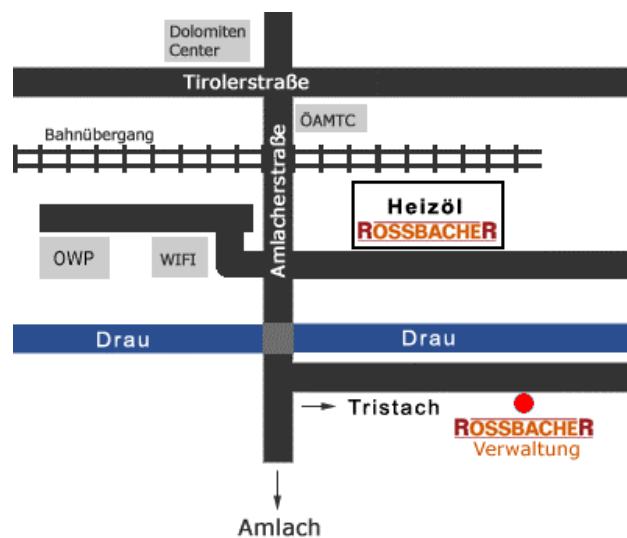 Dolomiten
Center
Tirolerstraße
ÖAMTC
Bahnübergang
Amlacherstraße
Heizöl
ROSSBACHER
OWP
WIFI
Drau
Drau
Tristach
ROSSBACHER
Verwaltung
Amlach